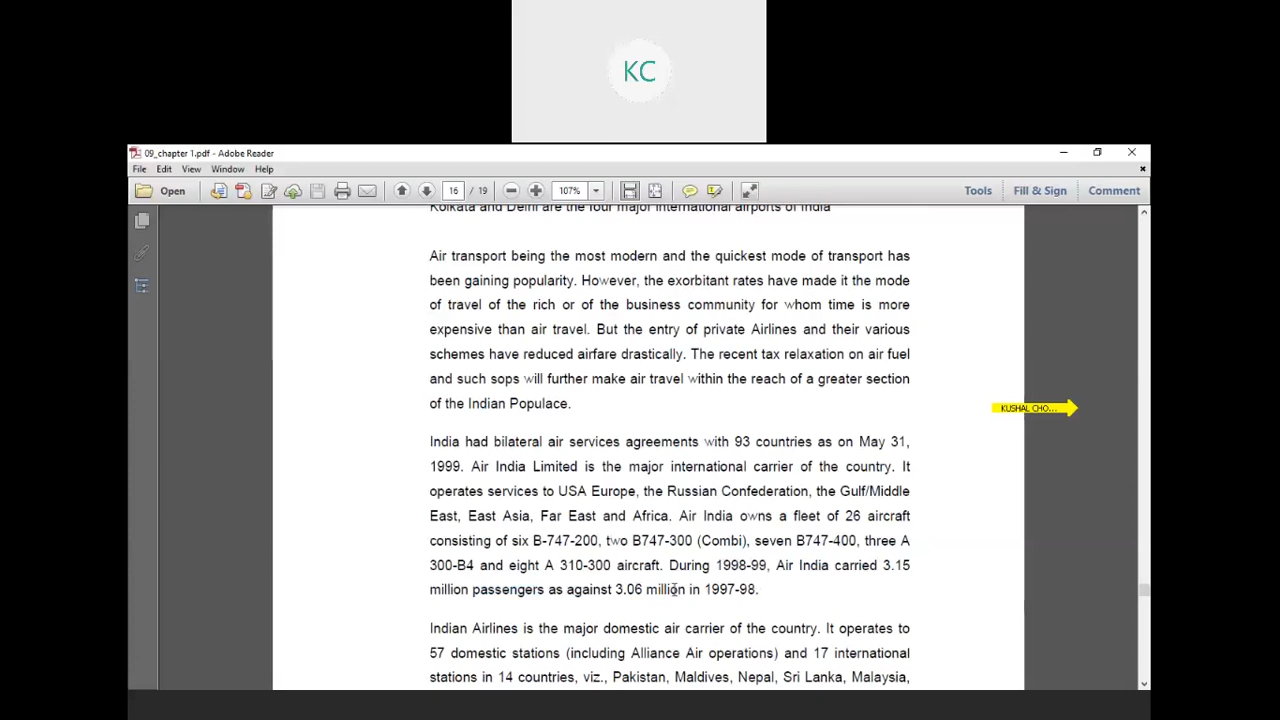 KC
09_chapter 1.pdf - Adobe Reader
File Edit View Window Help
Open 16 / 19 107% Tools Fill & Sign Comment
Kolkata and Delhi are the four major international airports of India
Air transport being the most modern and the quickest mode of transport has
been gaining popularity. However, the exorbitant rates have made it the mode
of travel of the rich or of the business community for whom time is more
expensive than air travel. But the entry of private Airlines and their various
schemes have reduced airfare drastically. The recent tax relaxation on air fuel
and such sops will further make air travel within the reach of a greater section
of the Indian Populace.
KUSHAL CHO...
India had bilateral air services agreements with 93 countries as on May 31,
1999. Air India Limited is the major international carrier of the country. It
operates services to USA Europe, the Russian Confederation, the Gulf/Middle
East, East Asia, Far East and Africa. Air India owns a fleet of 26 aircraft
consisting of six B-747-200, two B747-300 (Combi), seven B747-400, three A
300-B4 and eight A 310-300 aircraft. During 1998-99, Air India carried 3.15
million passengers as against 3.06 million in 1997-98.
Indian Airlines is the major domestic air carrier of the country. It operates to
57 domestic stations (including Alliance Air operations) and 17 international
stations in 14 countries, viz., Pakistan, Maldives, Nepal, Sri Lanka, Malaysia,